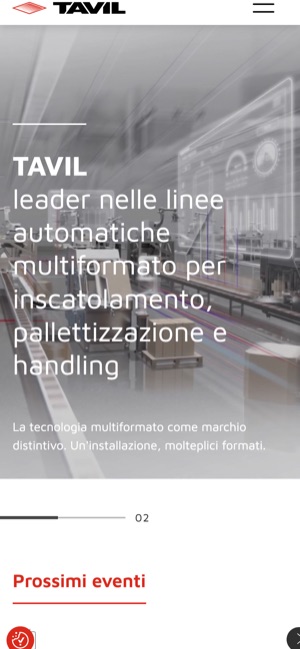 TAVIL
TAVIL
leader nelle linee
automatiche
multiformato per
inscatolamento,
pallettizzazione e
handling
La tecnologia multiformato come marchio
distintivo. Un'installazione, molteplici formati.
02
Prossimi eventi